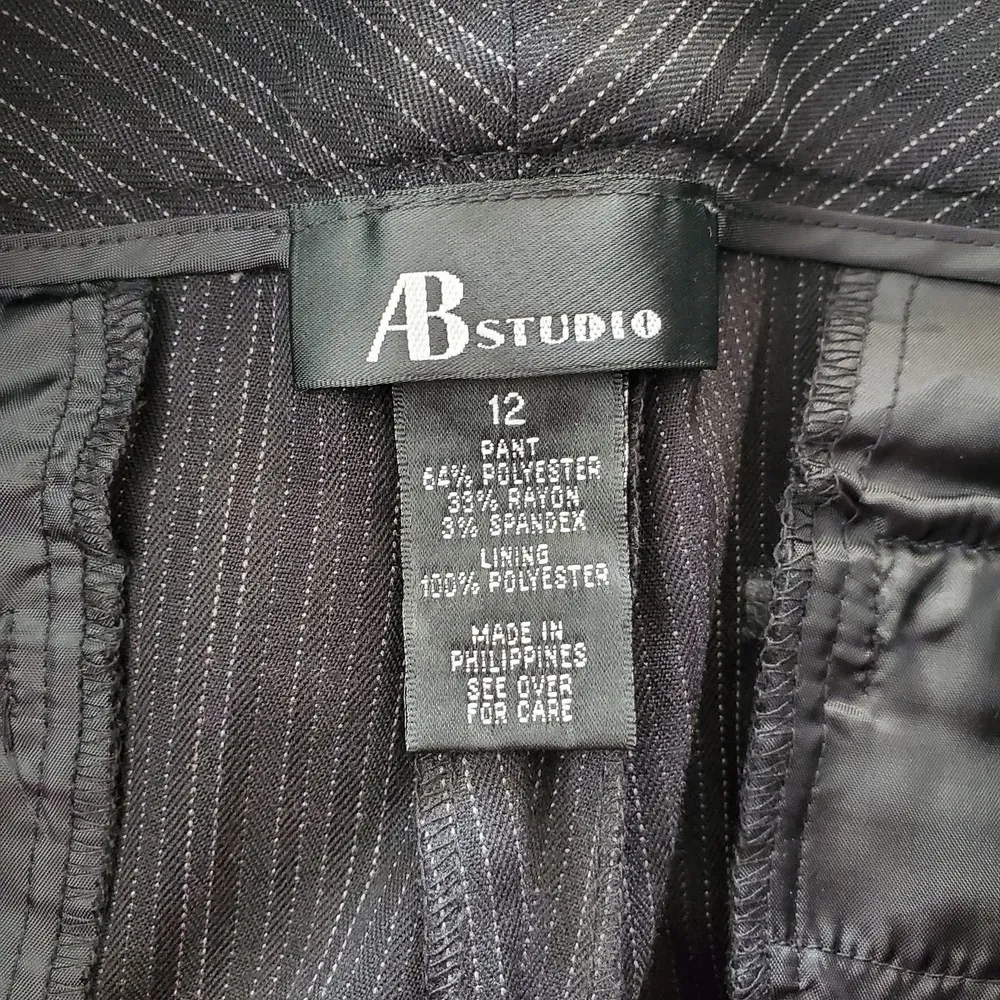 AB STUDIO
12
PANT
64% POLYESTER
33% RAYON
3% SPANDEX
LINING
100% POLYESTER
MADE IN
PHILIPPINES
SEE OVER
FOR CARE